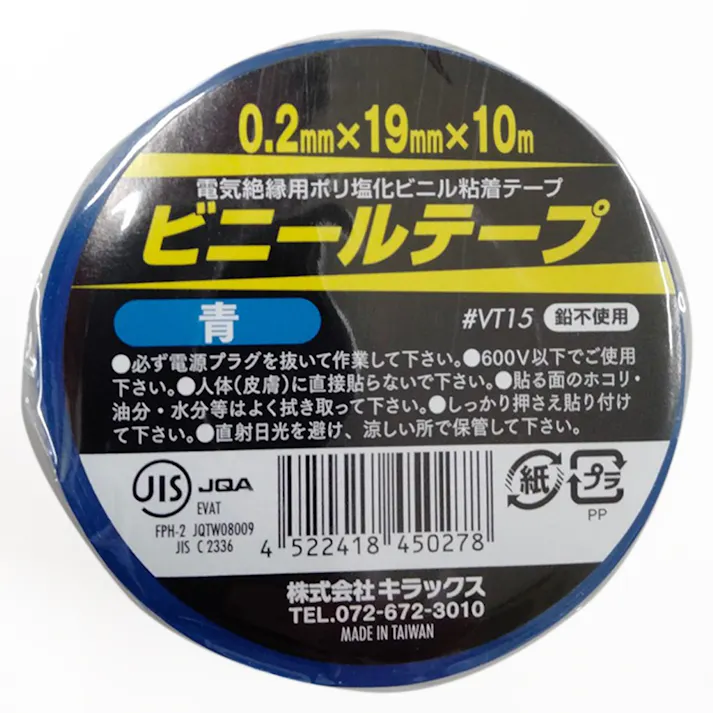 0.2mm×19mm×10m
電気絶縁用ポリ塩化ビニル粘着テープ
ビニールテープ
青
#VT15 鉛不使用
●必ず電源プラグを抜いて作業して下さい。●600V以下でご使用
下さい。●人体(皮膚)に直接貼らないで下さい。●貼る面のホコリ・
油分・水分等はよく拭き取って下さい。●しっかり押さえ貼り付け
て下さい。●直射日光を避け、涼しい所で保管して下さい。
JIS JQA
EVAT
FPH-2 JQTW08009
JIS C 2336
4 522418 450278
紙 プラ
PP
株式会社 キラックス
TEL.072-672-3010
MADE IN TAIWAN